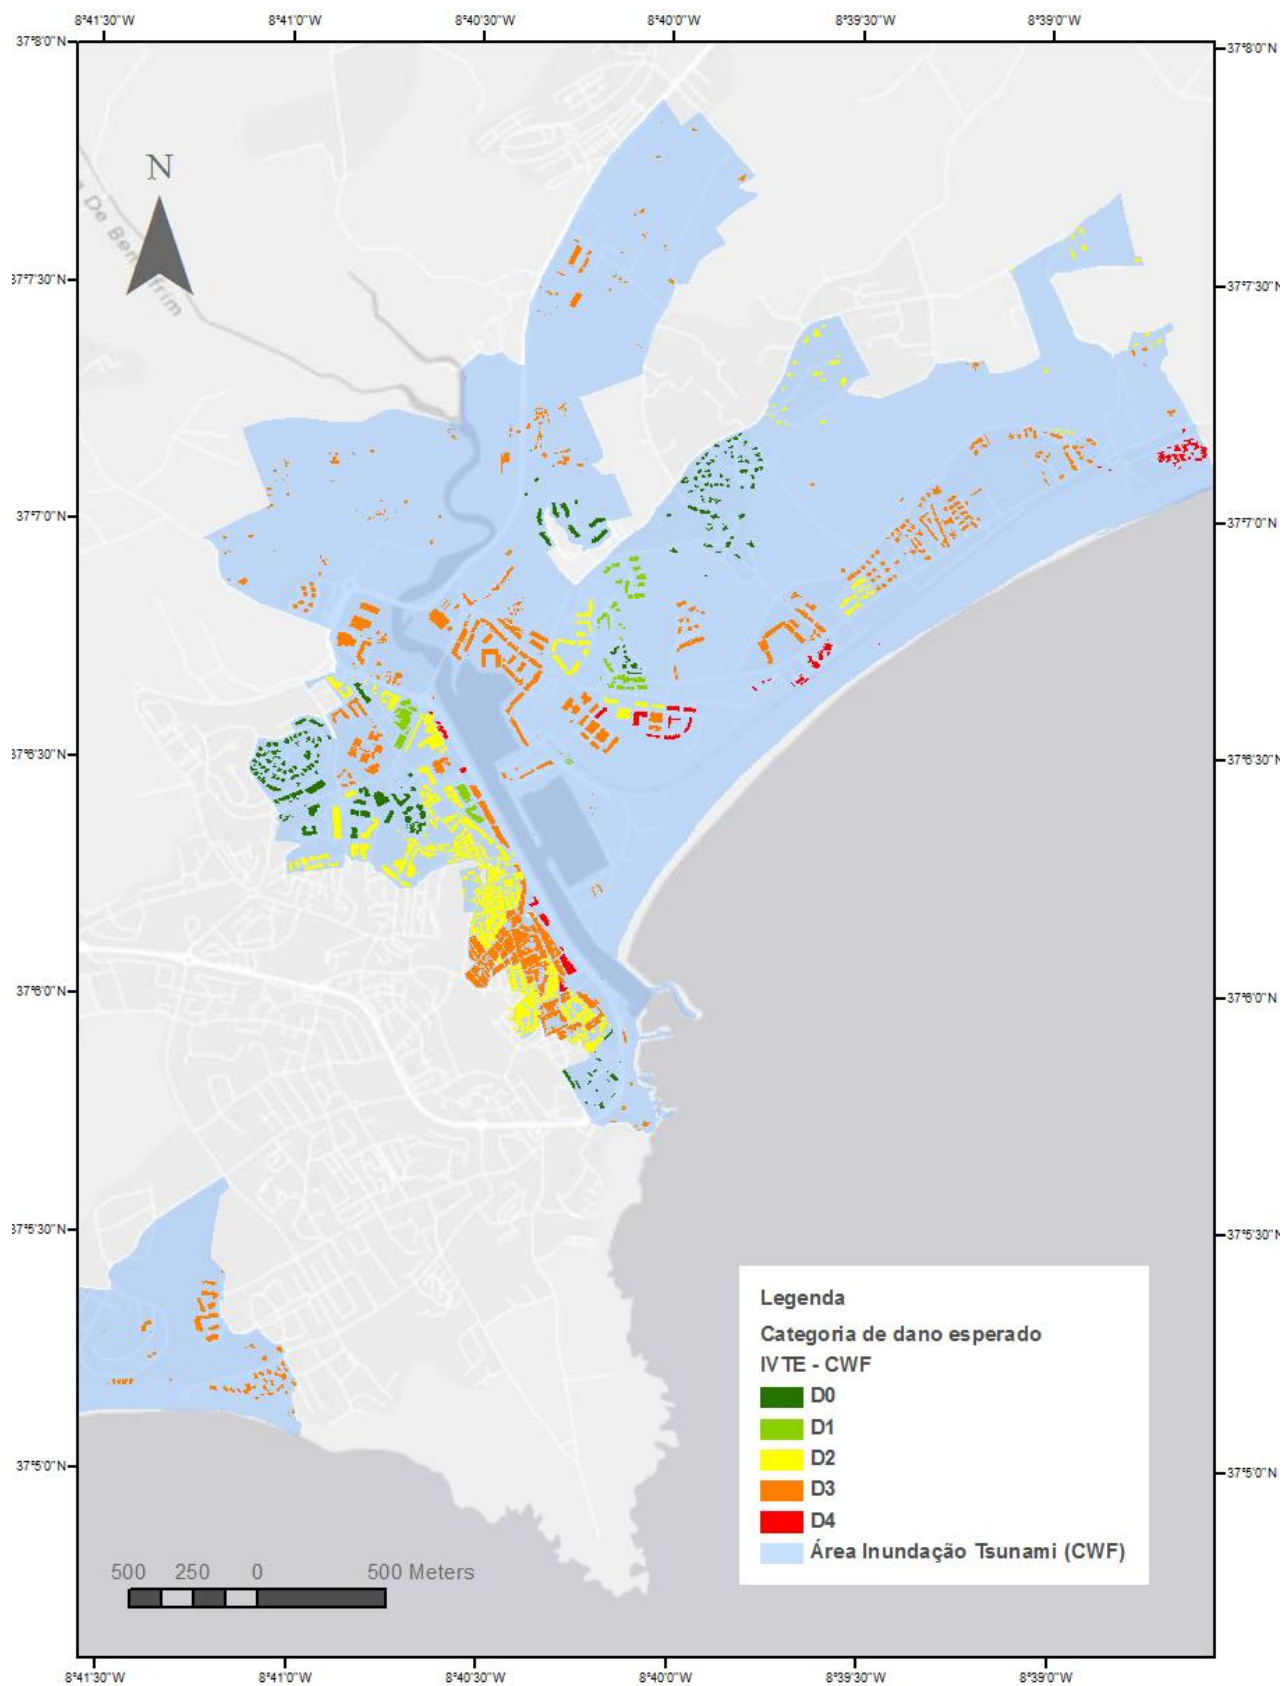 8°41'30"W 8°41'0"W 8°40'30"W 8°40'0"W 8°39'30"W 8°39'0"W
37°8'0"N 37°8'0"N
N
De Ben
frim
37°7'30"N 37°7'30"N
37°7'0"N 37°7'0"N
37°6'30"N 37°6'30"N
37°6'0"N 37°6'0"N
37°5'30"N 37°5'30"N
Legenda
Categoria de dano esperado
IVTE - CWF
D0
D1
D2
D3
D4
Área Inundação Tsunami (CWF)
37°5'0"N 37°5'0"N
500 250 0 500 Meters
8°41'30"W 8°41'0"W 8°40'30"W 8°40'0"W 8°39'30"W 8°39'0"W